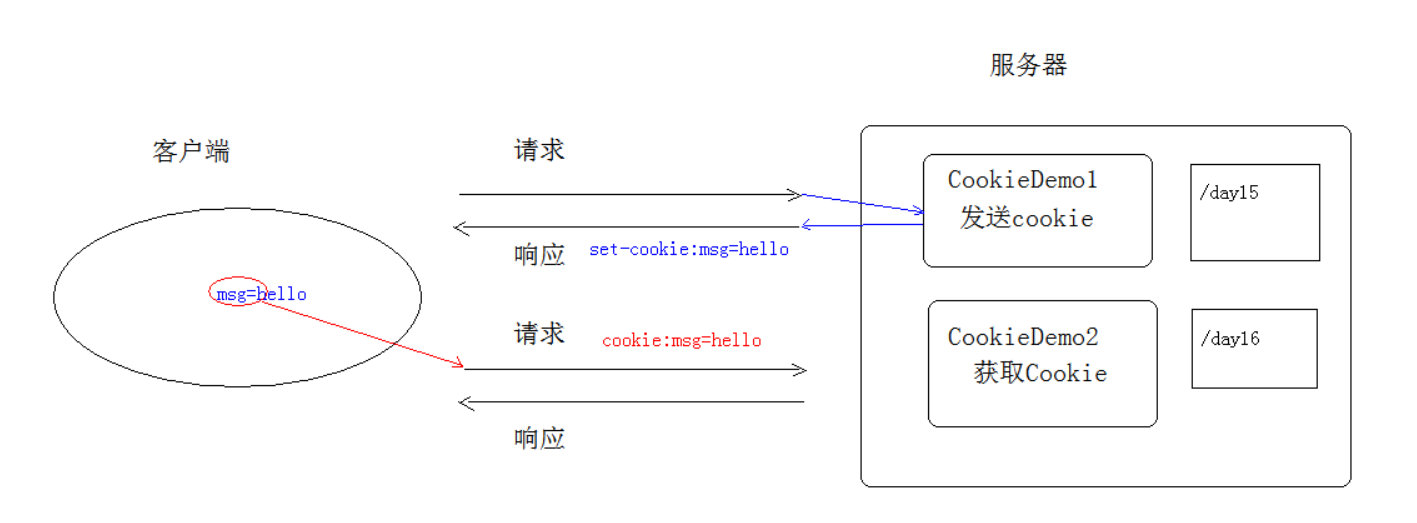 服务器
客户端
请求
CookieDemo1
发送cookie
/day15
响应
set-cookie:msg=hello
msg=hello
请求
cookie:msg=hello
CookieDemo2
获取Cookie
/day16
响应